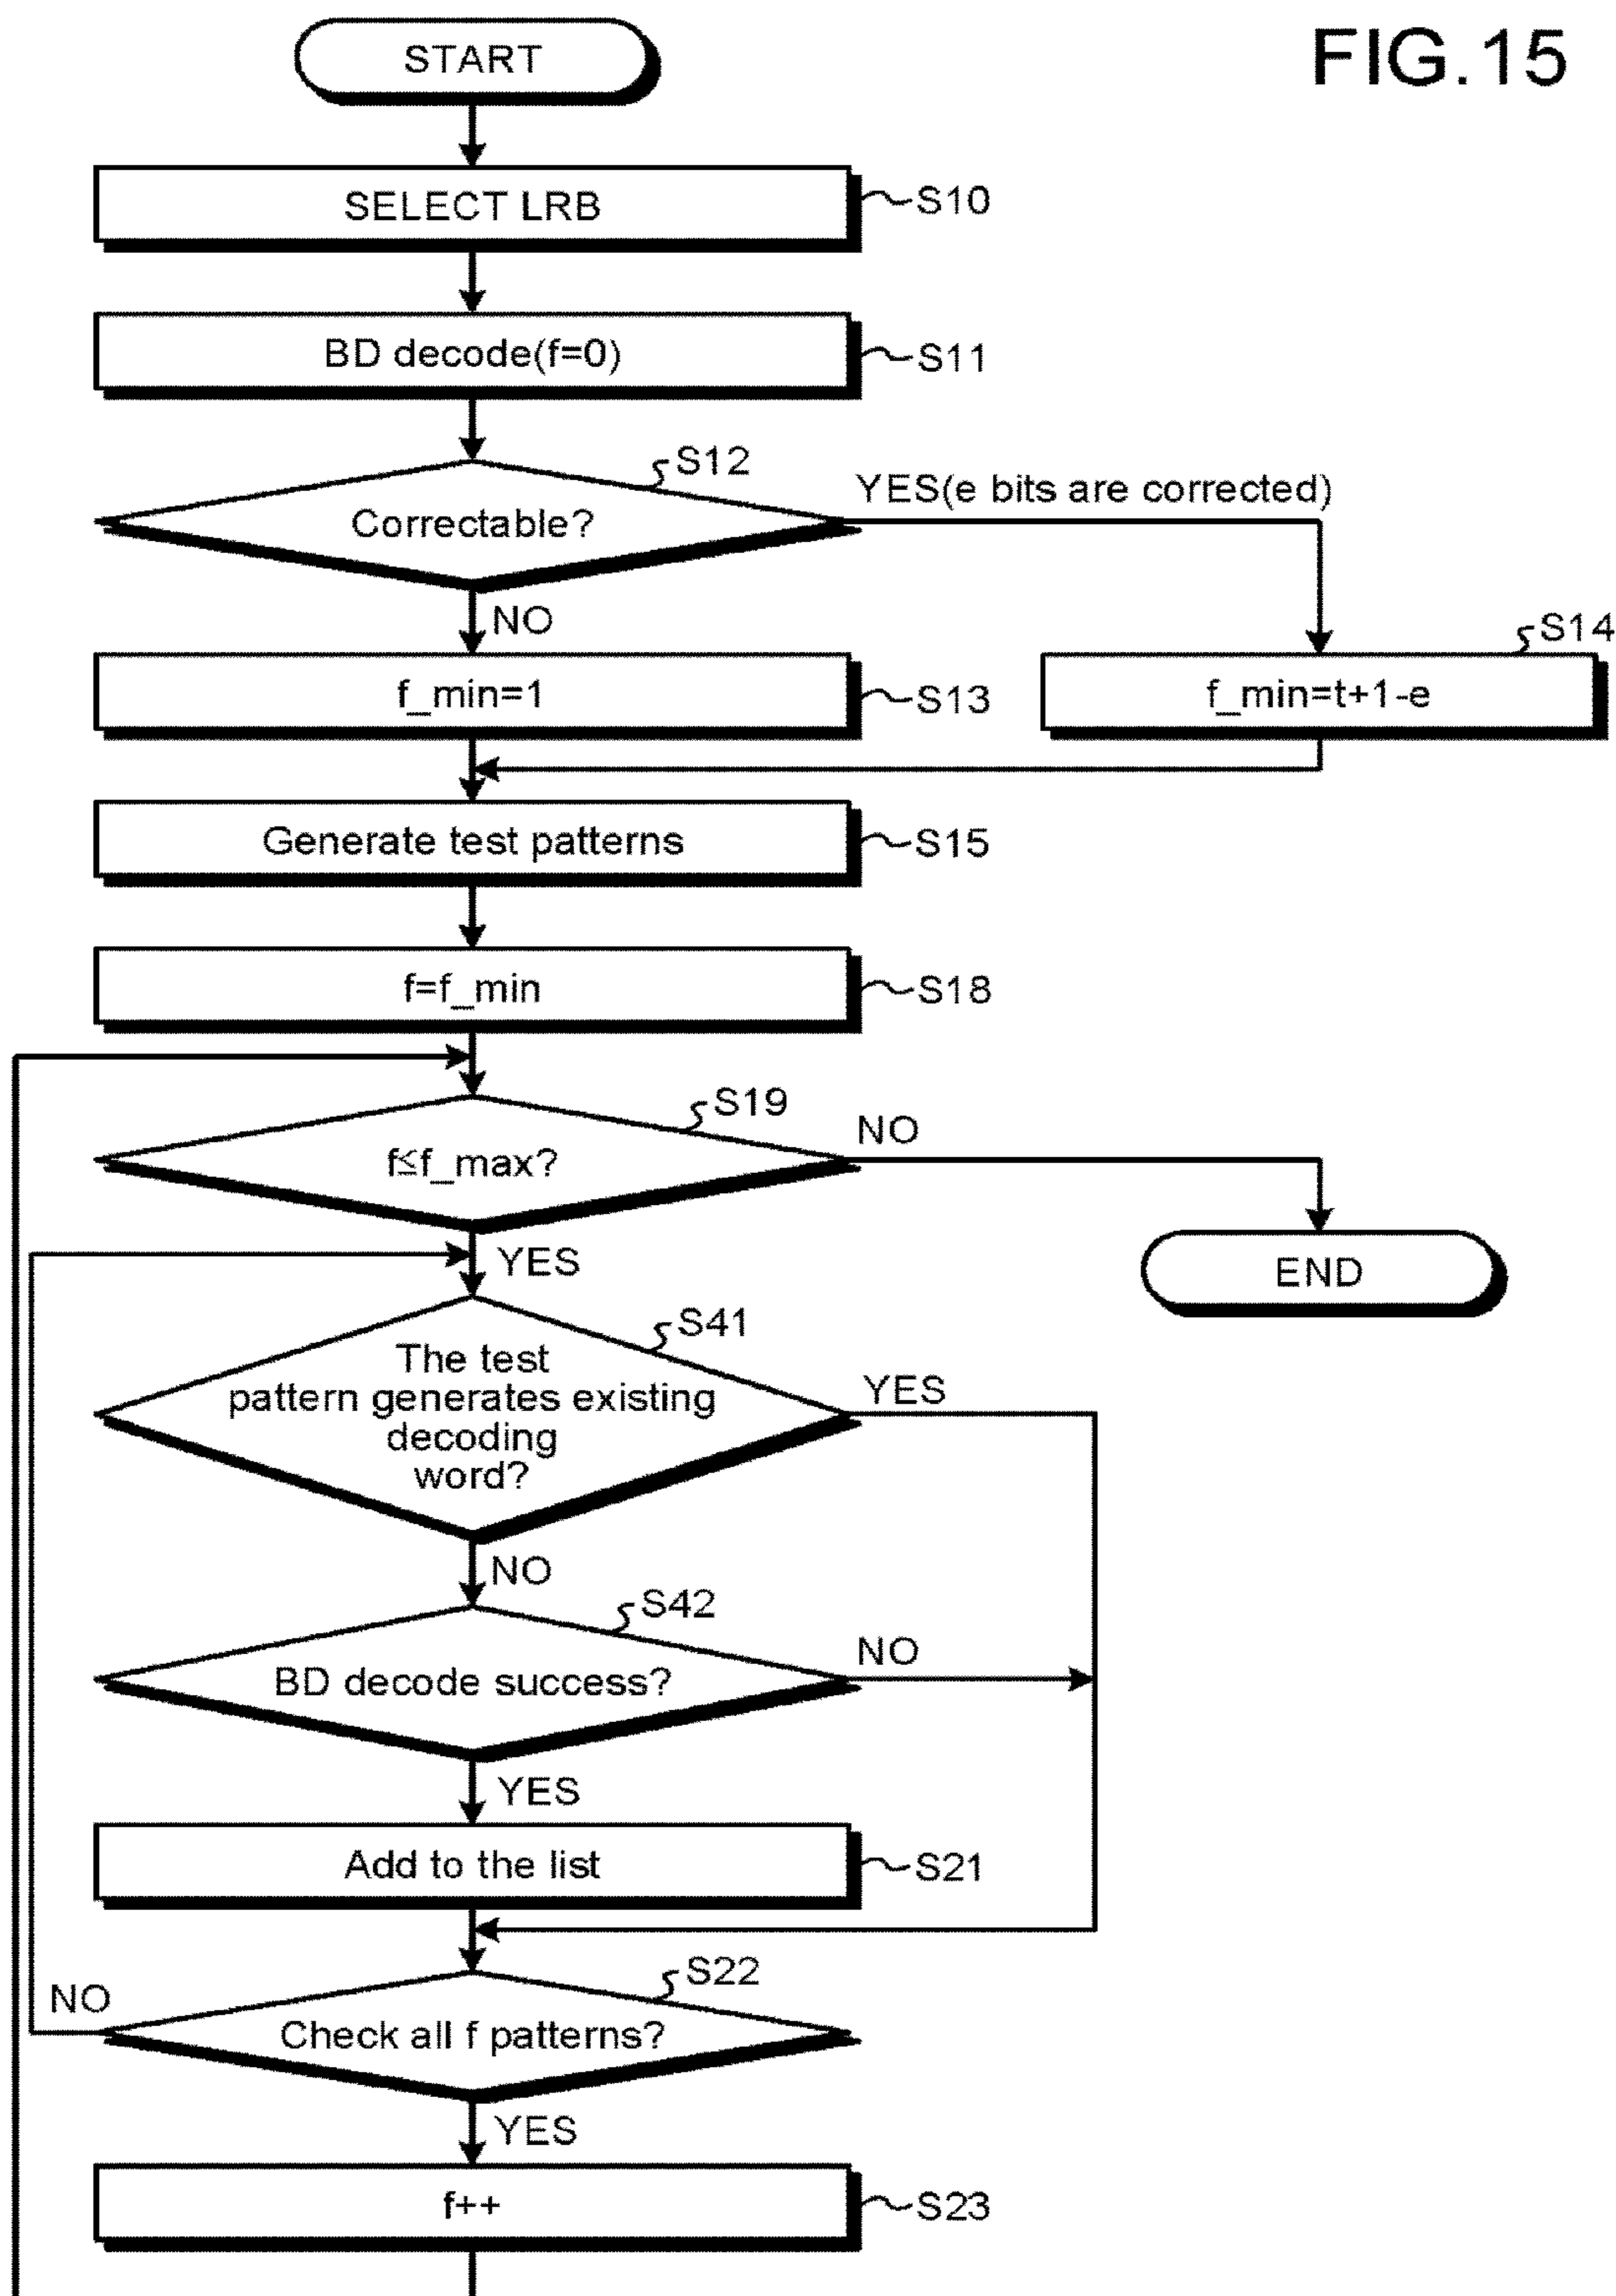 FIG.15
START
SELECT LRB
S10
BD decode(f=0)
S11
S12
Correctable?
YES(e bits are corrected)
NO
S14
f_min=1
S13
f_min=t+1-e
Generate test patterns
S15
f=f_min
S18
S19
f≤f_max?
NO
YES
END
S41
The test
pattern generates existing
decoding
word?
YES
NO
S42
BD decode success?
NO
YES
Add to the list
S21
S22
NO
Check all f patterns?
YES
f++
S23